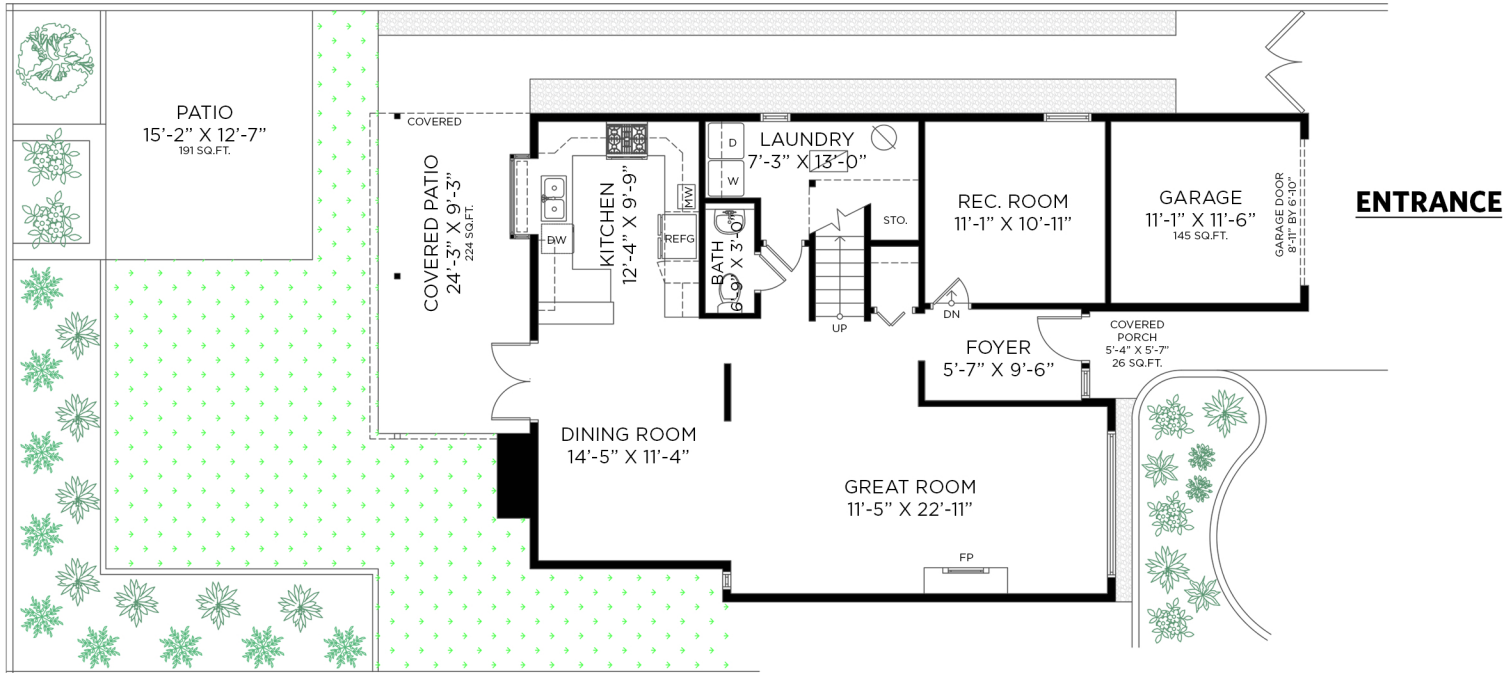 PATIO
15'-2" X 12'-7"
191 SQ.FT.
COVERED
COVERED PATIO
24'-3" X 9'-3"
224 SQ.FT.
KITCHEN
12'-4" X 9'-9"
DW
MW
REFG
D
W
LAUNDRY
7'-3" X 13'-0"
BATH
6'-9" X 3'-0"
STO.
UP
REC. ROOM
11'-1" X 10'-11"
GARAGE
11'-1" X 11'-6"
145 SQ.FT.
GARAGE DOOR
8'-11" BY 6'-10"
ENTRANCE
DN
FOYER
5'-7" X 9'-6"
COVERED
PORCH
5'-4" X 5'-7"
26 SQ.FT.
DINING ROOM
14'-5" X 11'-4"
GREAT ROOM
11'-5" X 22'-11"
FP